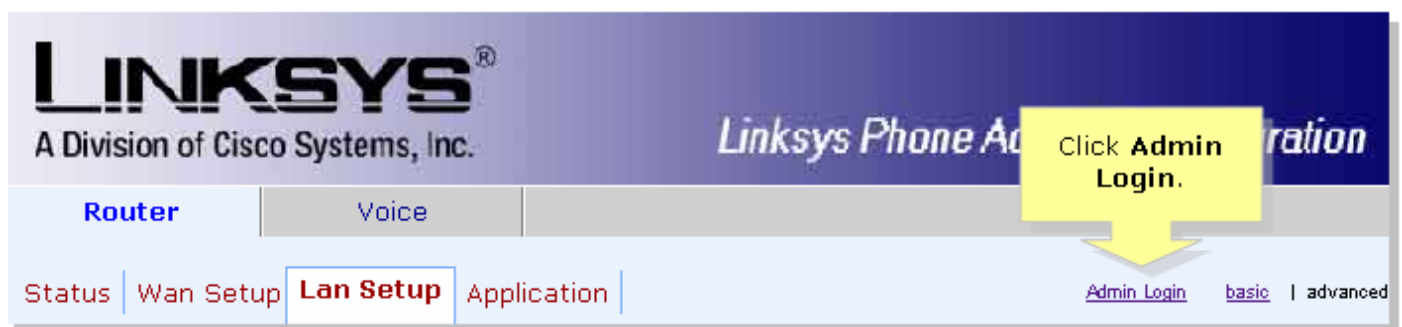 LINKSYS®
A Division of Cisco Systems, Inc.
Linksys Phone
ration
Click Admin
Login.
Router Voice
Status Wan Setup Lan Setup Application Admin Login basic | advanced